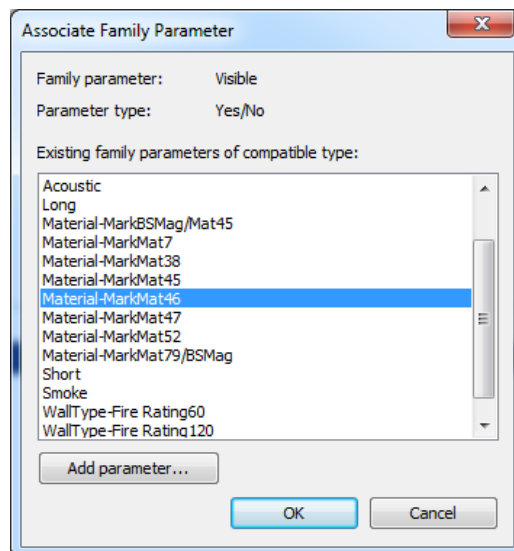 Associate Family Parameter
Family parameter: Visible
Parameter type: Yes/No
Existing family parameters of compatible type:
Acoustic
Long
Material-MarkBSMag/Mat45
Material-MarkMat7
Material-MarkMat38
Material-MarkMat45
Material-MarkMat46
Material-MarkMat47
Material-MarkMat52
Material-MarkMat79/BSMag
Short
Smoke
WallType-Fire Rating60
WallType-Fire Rating120
Add parameter...
OK Cancel